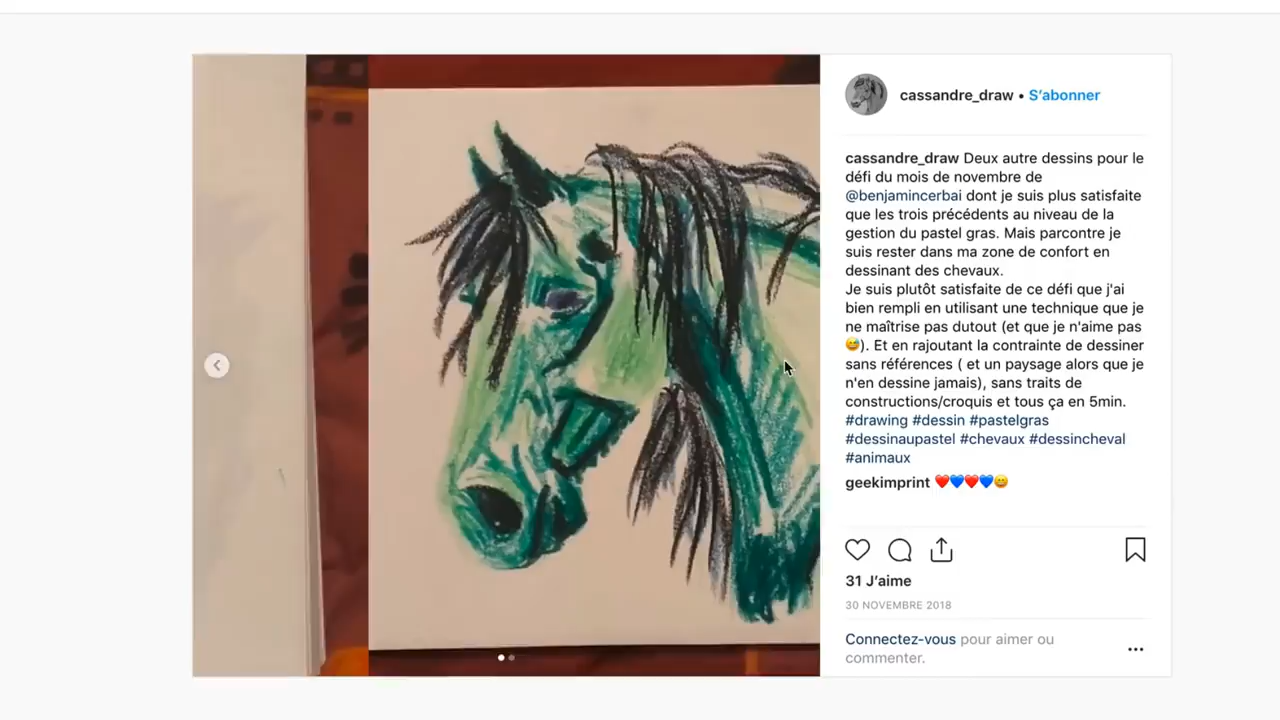 cassandre_draw • S'abonner
cassandre_draw Deux autre dessins pour le
défi du mois de novembre de
@benjamincerbai dont je suis plus satisfaite
que les trois précédents au niveau de la
gestion du pastel gras. Mais parcontre je
suis rester dans ma zone de confort en
dessinant des chevaux.
Je suis plutôt satisfaite de ce défi que j'ai
bien rempli en utilisant une technique que je
ne maîtrise pas dutout (et que je n'aime pas
😅). Et en rajoutant la contrainte de dessiner
sans références ( et un paysage alors que je
n'en dessine jamais), sans traits de
constructions/croquis et tous ça en 5min.
#drawing #dessin #pastelgras
#dessinaupastel #chevaux #dessincheval
#animaux
geekimprint ❤️💙❤️💙😄
31 J'aime
30 NOVEMBRE 2018
Connectez-vous pour aimer ou
commenter.